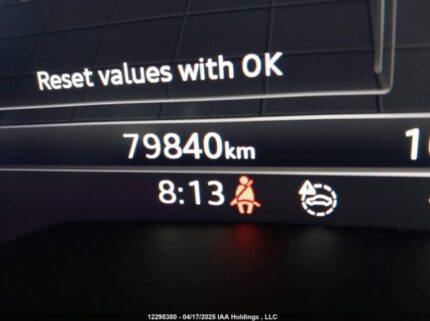 Reset values with OK
79840km
8:13
12295380 - 04/17/2025 IAA Holdings , LLC